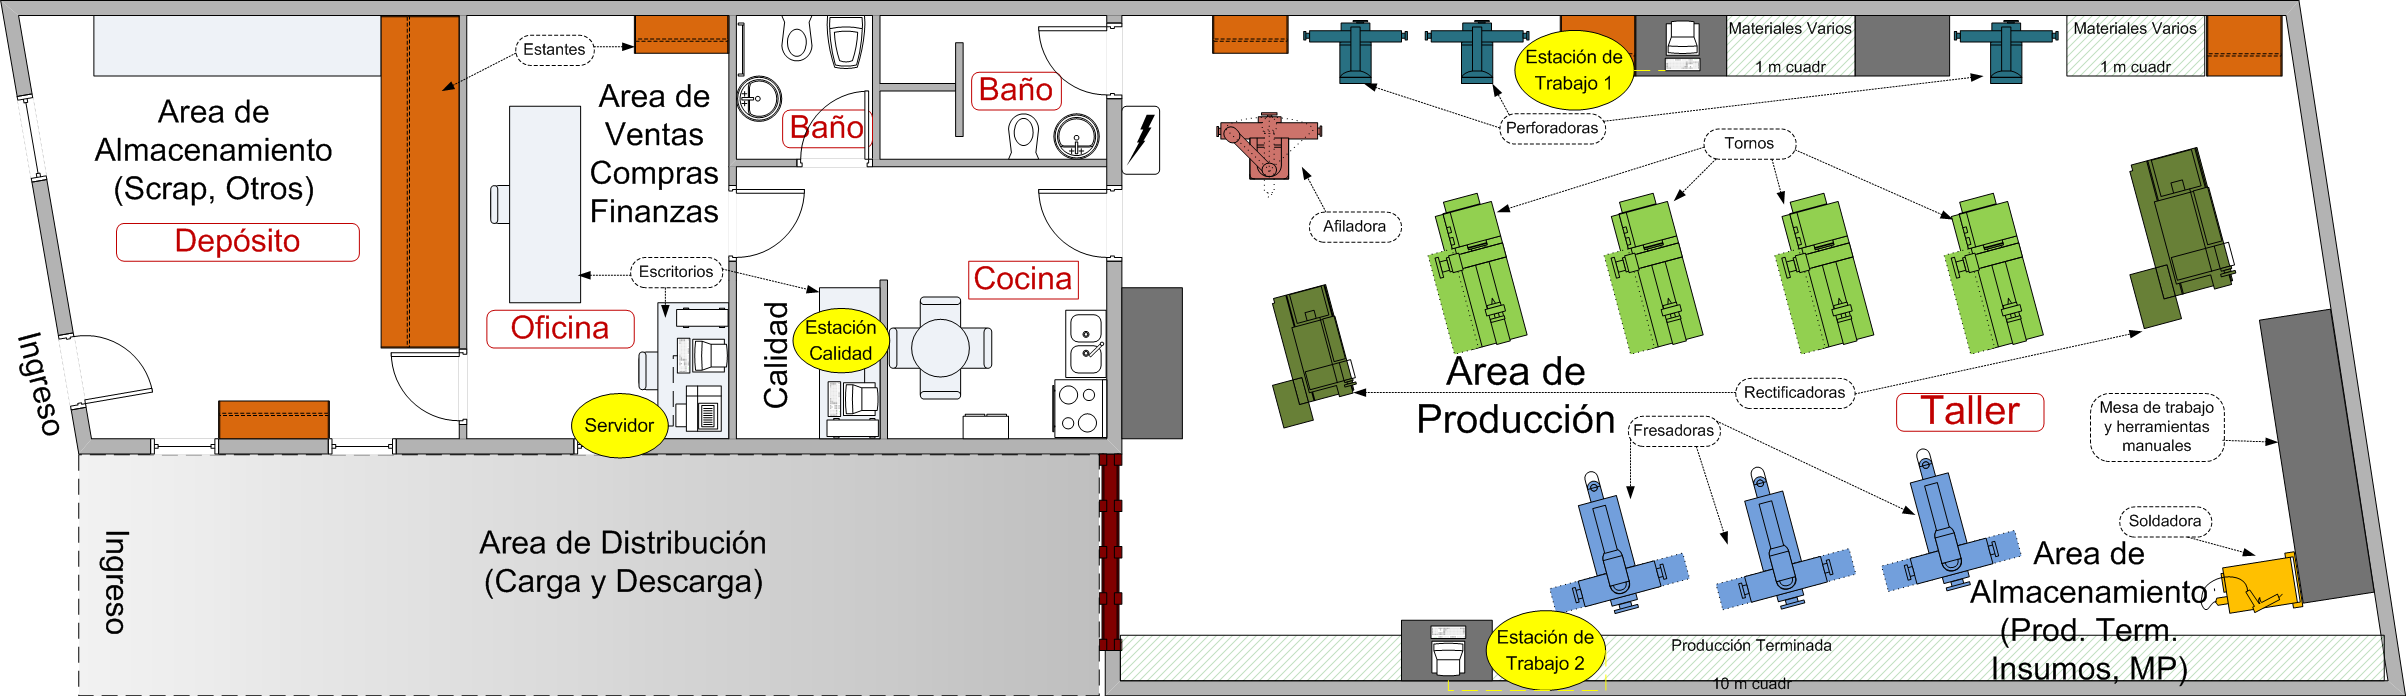 Area de
Almacenamiento
(Scrap, Otros)
Depósito
Ingreso
Estantes
Area de
Ventas
Compras
Finanzas
Escritorios
Oficina
Servidor
Baño
Baño
Cocina
Calidad
Estación
Calidad
Ingreso
Area de Distribución
(Carga y Descarga)
Estación de
Trabajo 1
Materiales Varios
1 m cuadr
Materiales Varios
1 m cuadr
Perforadoras
Tornos
Afiladora
Area de
Producción
Rectificadoras
Taller
Fresadoras
Mesa de trabajo
y herramientas
manuales
Soldadora
Area de
Almacenamiento
(Prod. Term.
Insumos, MP)
Estación de
Trabajo 2
Producción Terminada
10 m cuadr